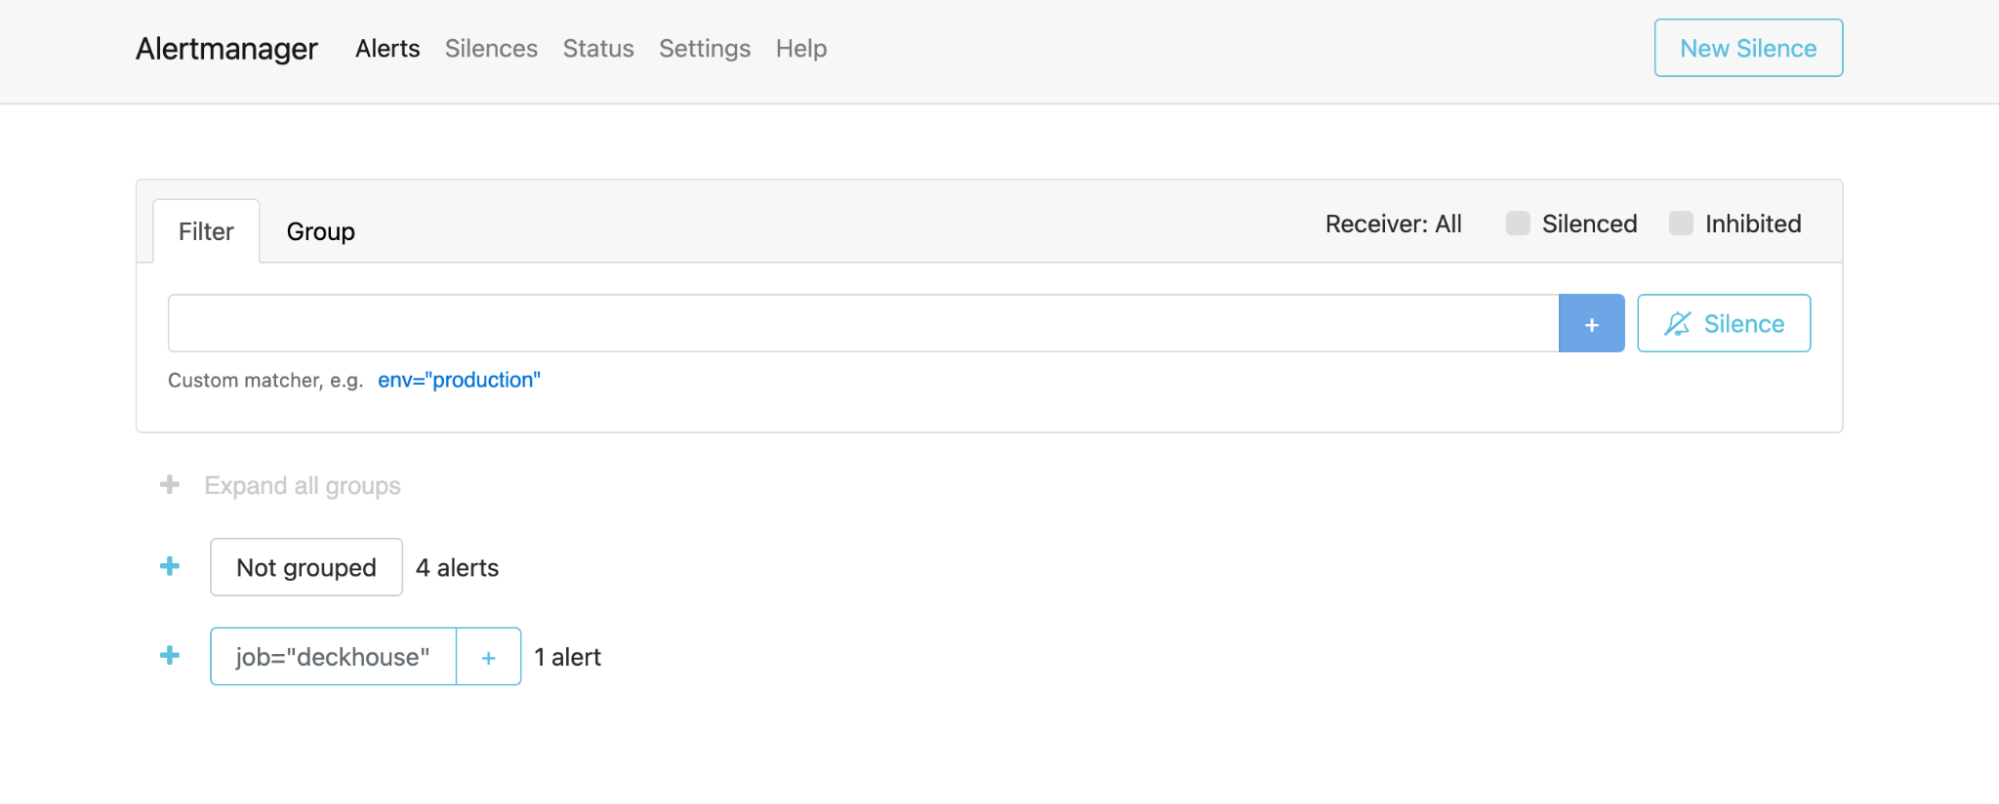 Alertmanager Alerts Silences Status Settings Help New Silence
Filter Group Receiver: All Silenced Inhibited
+ Silence
Custom matcher, e.g. env="production"
+ Expand all groups
+ Not grouped 4 alerts
+ job="deckhouse" + 1 alert